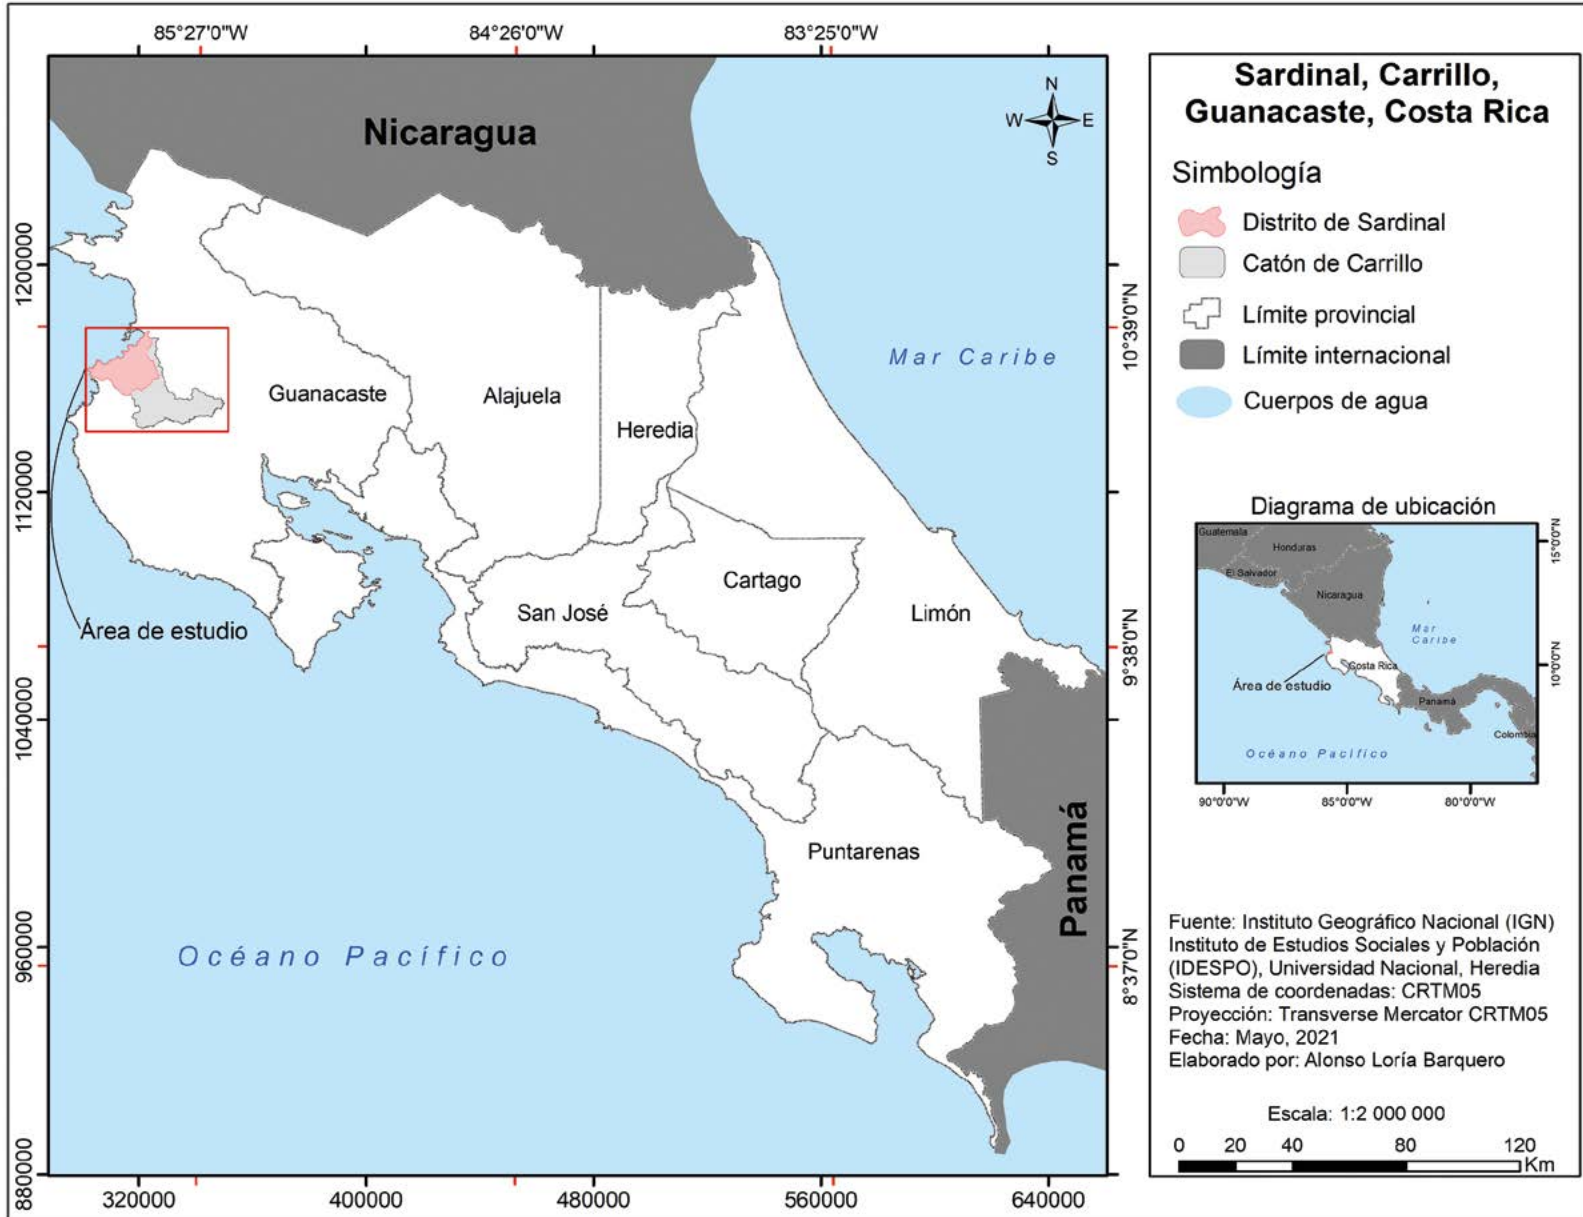 85°27'0"W
84°26'0"W
83°25'0"W
Nicaragua
N
W
E
S
1200000
1120000
1040000
960000
880000
10°39'0"N
9°38'0"N
8°37'0"N
Mar Caribe
Guanacaste
Alajuela
Heredia
Cartago
San José
Limón
Área de estudio
Puntarenas
Panamá
Océano Pacífico
320000
400000
480000
560000
640000
Sardinal, Carrillo,
Guanacaste, Costa Rica
Simbología
Distrito de Sardinal
Catón de Carrillo
Límite provincial
Límite internacional
Cuerpos de agua
Diagrama de ubicación
Guatemala
Honduras
El Salvador
Nicaragua
Mar
Caribe
Costa Rica
Área de estudio
Panamá
Colombia
Océano Pacífico
15°0'0"N
10°0'0"N
90°0'0"W
85°0'0"W
80°0'0"W
Fuente: Instituto Geográfico Nacional (IGN)
Instituto de Estudios Sociales y Población
(IDESPO), Universidad Nacional, Heredia
Sistema de coordenadas: CRTM05
Proyección: Transverse Mercator CRTM05
Fecha: Mayo, 2021
Elaborado por: Alonso Loría Barquero
Escala: 1:2 000 000
0 20 40 80 120
Km